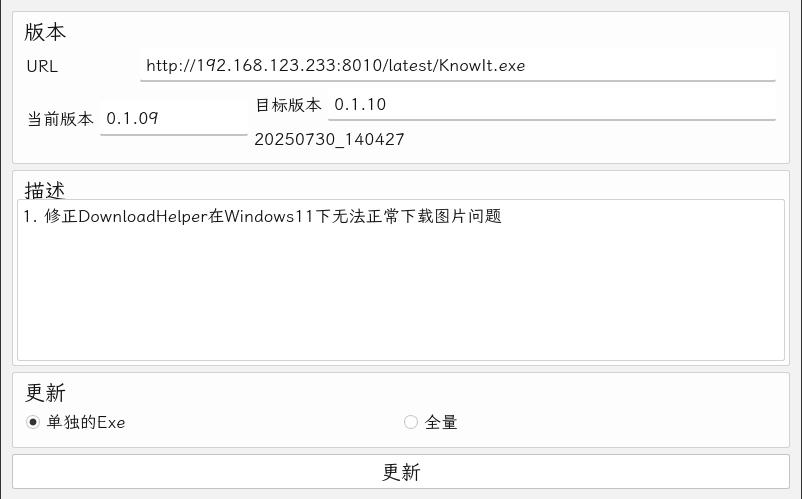 版本
URL http://192.168.123.233:8010/latest/KnowIt.exe
当前版本 0.1.09 目标版本 0.1.10
20250730_140427
描述
1. 修正DownloadHelper在Windows11下无法正常下载图片问题
更新
单独的Exe 全量
更新